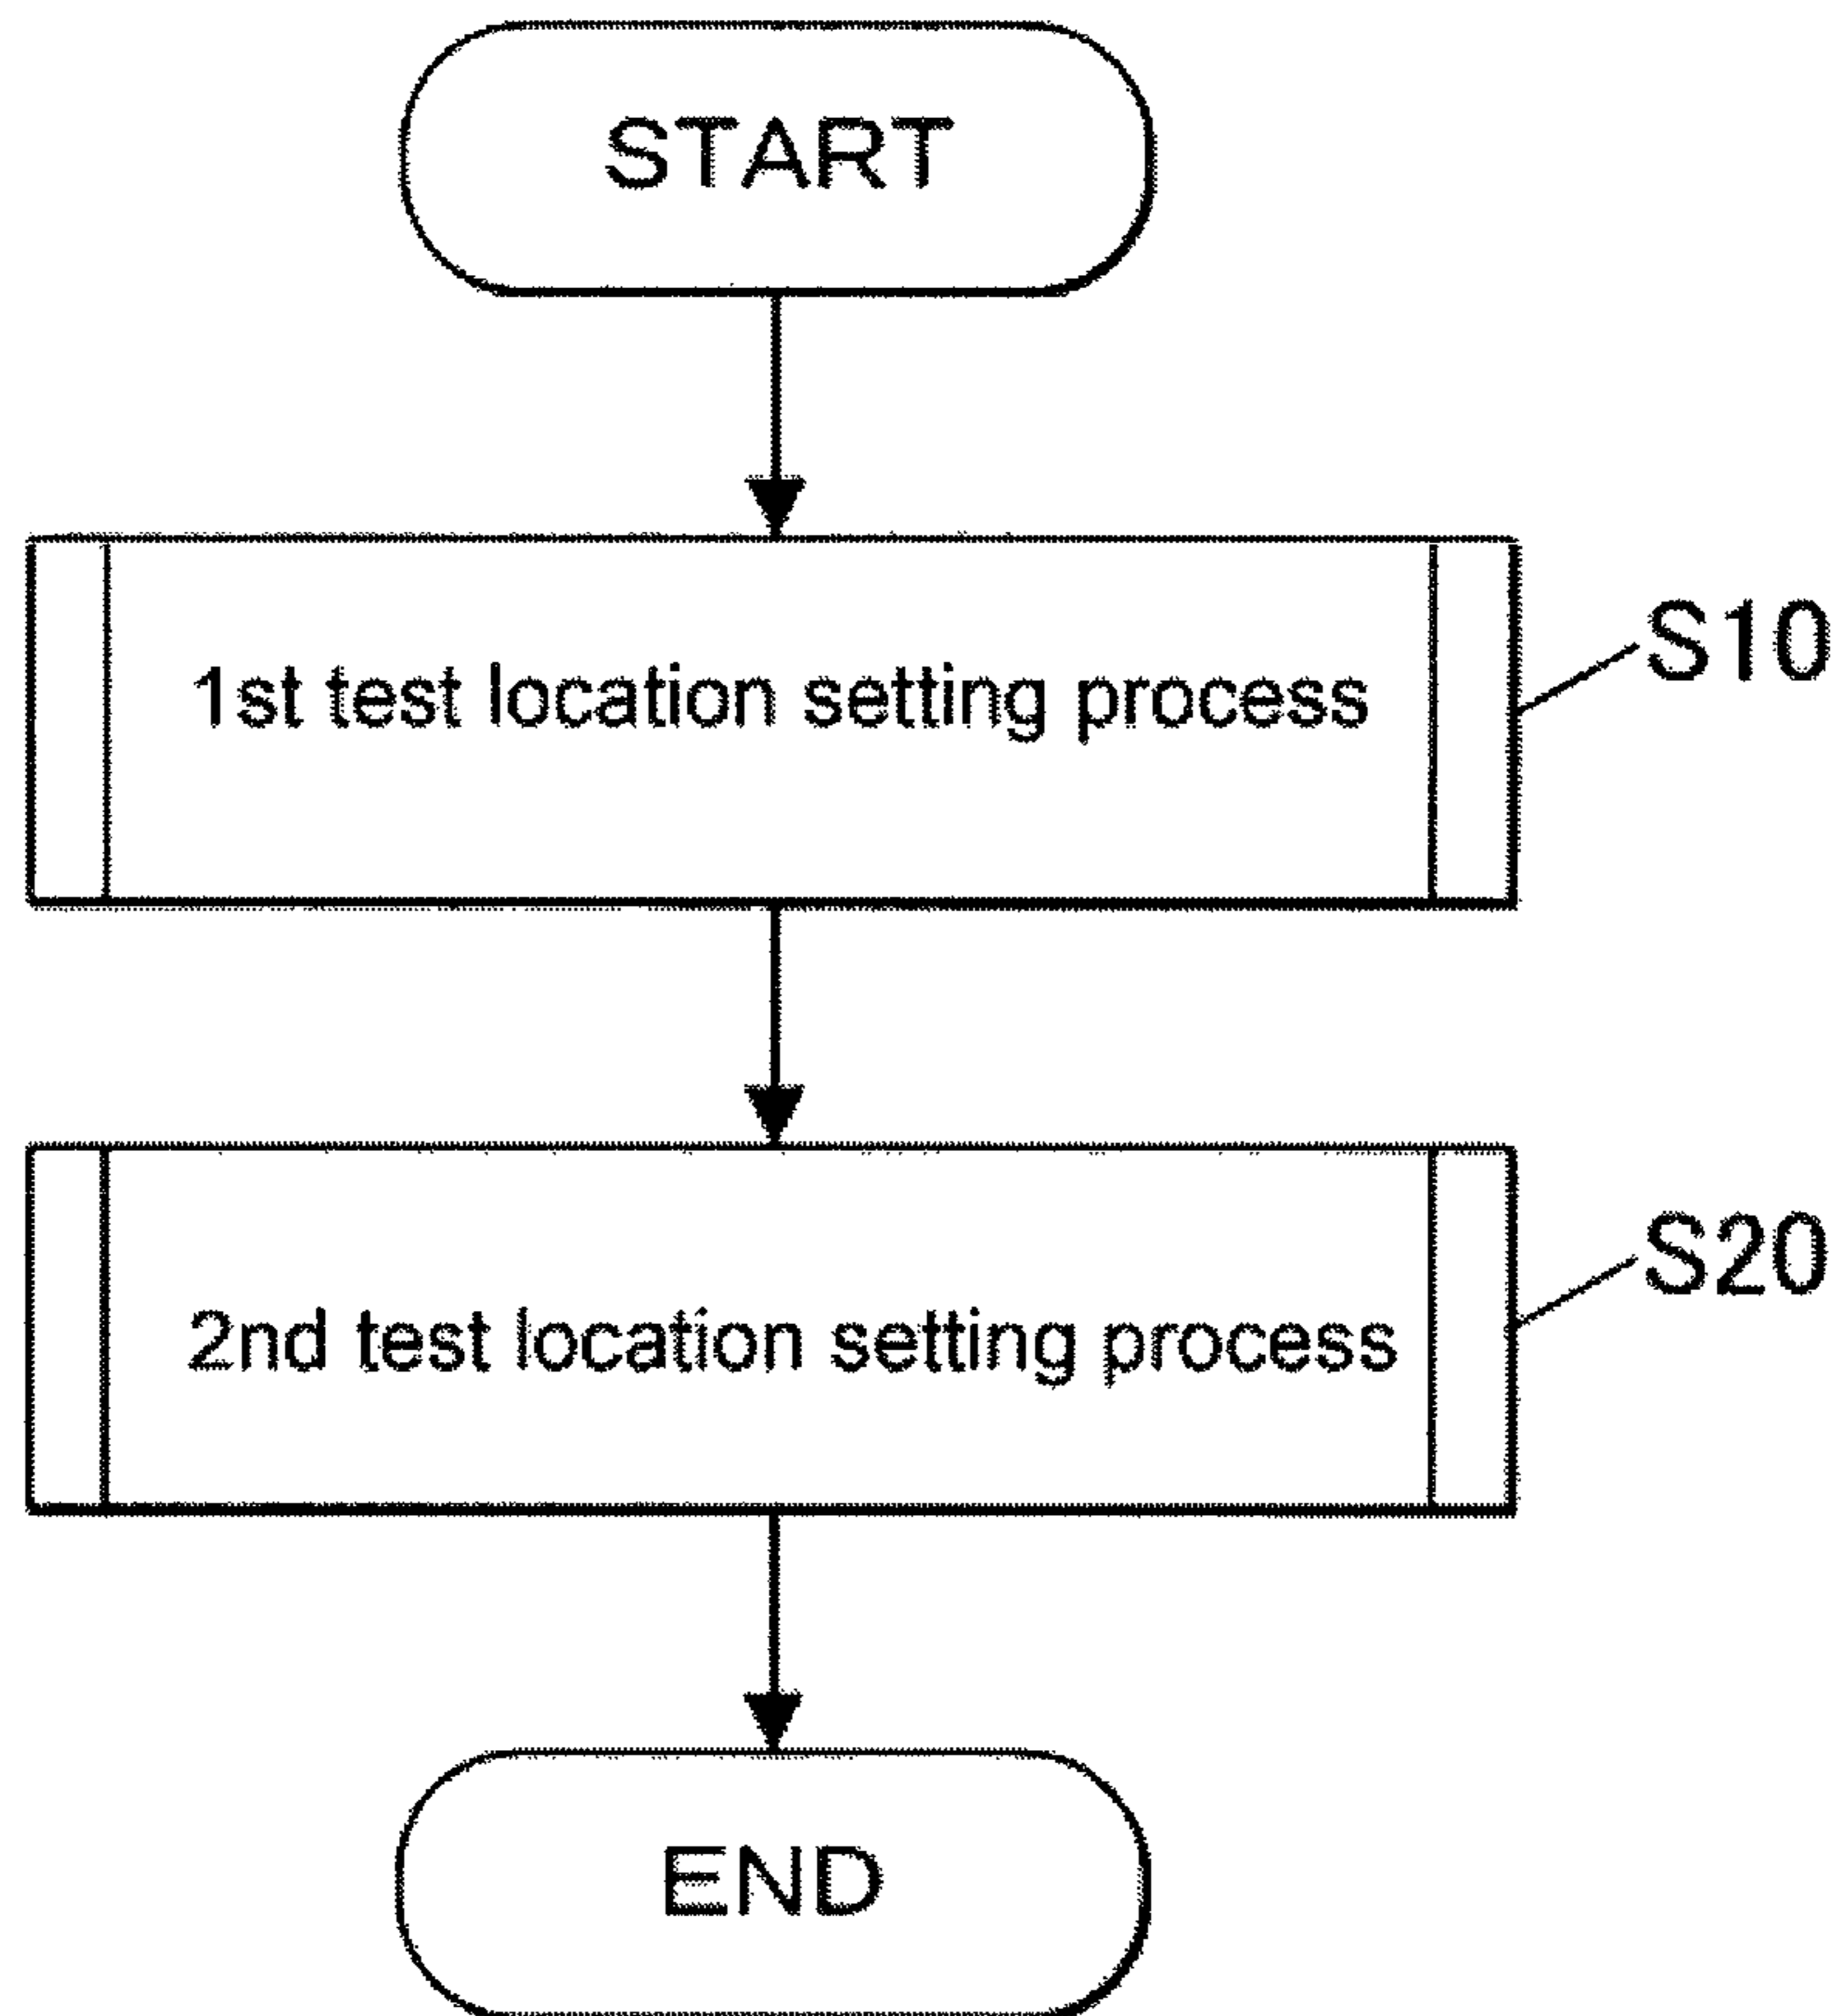 START
1st test location setting process
S10
2nd test location setting process
S20
END